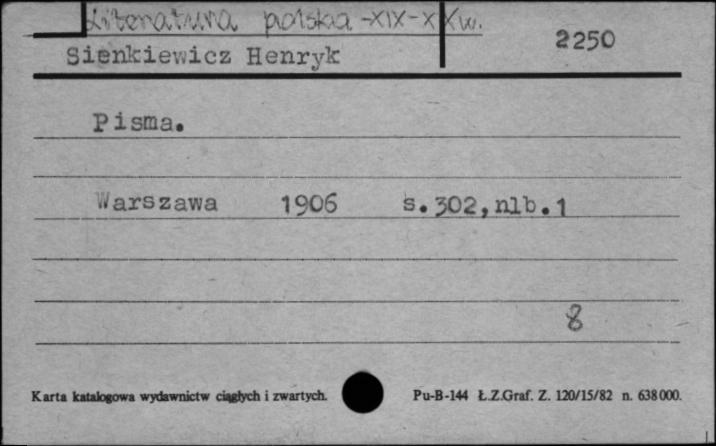 Literatura polska - XIX - XX w.
Sienkiewicz Henryk
2250
Pisma.
Warszawa 1906 s.302,nlb.1
8
Karta katalogowa wydawnictw ciągłych i zwartych. Pu-B-144 Ł.Z.Graf. Z. 120/15/82 n. 638000.